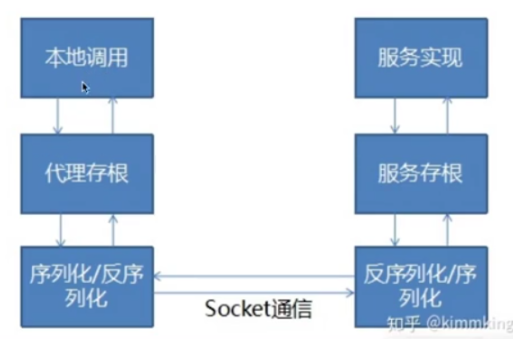 本地调用
服务实现
代理存根
服务存根
序列化/反序
列化
反序列化/序
列化
Socket通信
知乎 @kimmking